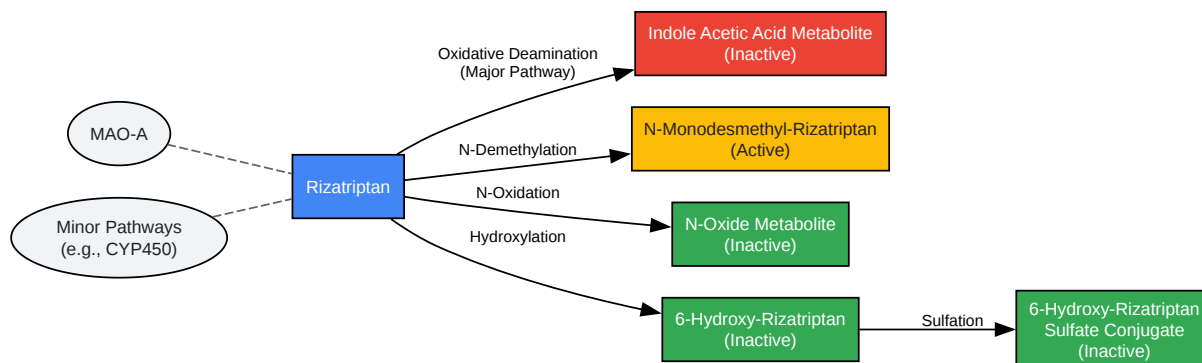 MAO-A
Minor Pathways
(e.g., CYP450)
Rizatriptan
Oxidative Deamination
(Major Pathway)
N-Demethylation
N-Oxidation
Hydroxylation
Indole Acetic Acid Metabolite
(Inactive)
N-Monodesmethyl-Rizatriptan
(Active)
N-Oxide Metabolite
(Inactive)
6-Hydroxy-Rizatriptan
(Inactive)
Sulfation
6-Hydroxy-Rizatriptan
Sulfate Conjugate
(Inactive)